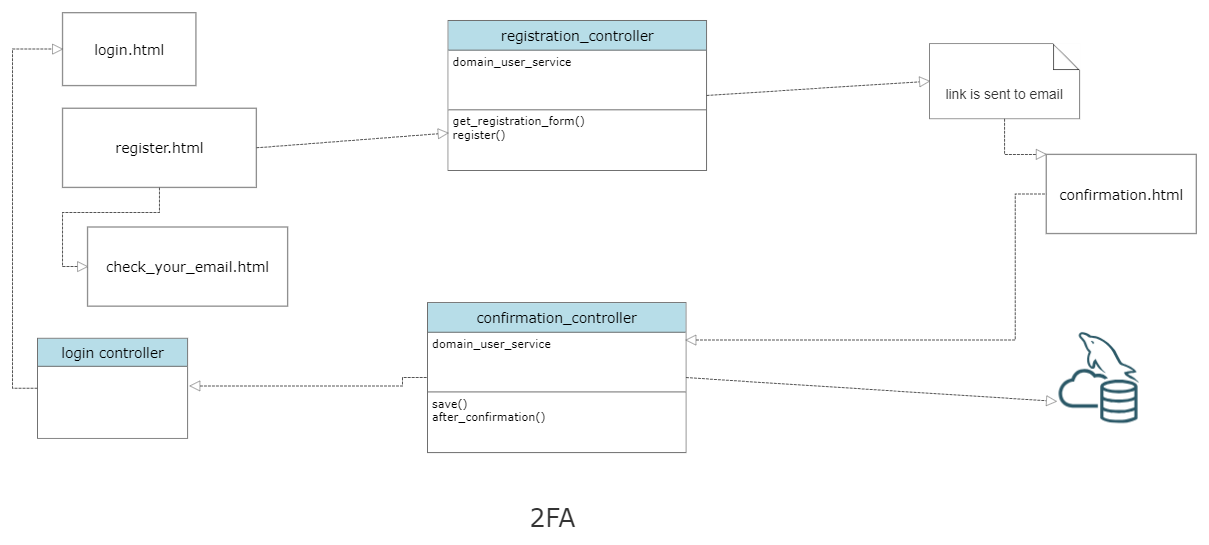 login.html
registration_controller
domain_user_service
get_registration_form()
register()
link is sent to email
register.html
confirmation.html
check_your_email.html
login controller
confirmation_controller
domain_user_service
save()
after_confirmation()
2FA